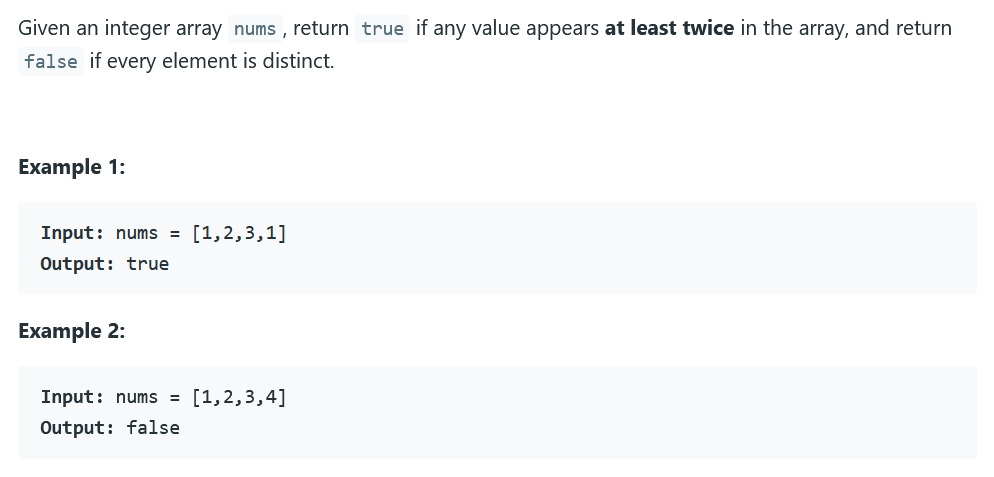 Given an integer array nums , return true if any value appears at least twice in the array, and return
false if every element is distinct.
Example 1:
Input: nums = [1,2,3,1]
Output: true
Example 2:
Input: nums = [1,2,3,4]
Output: false